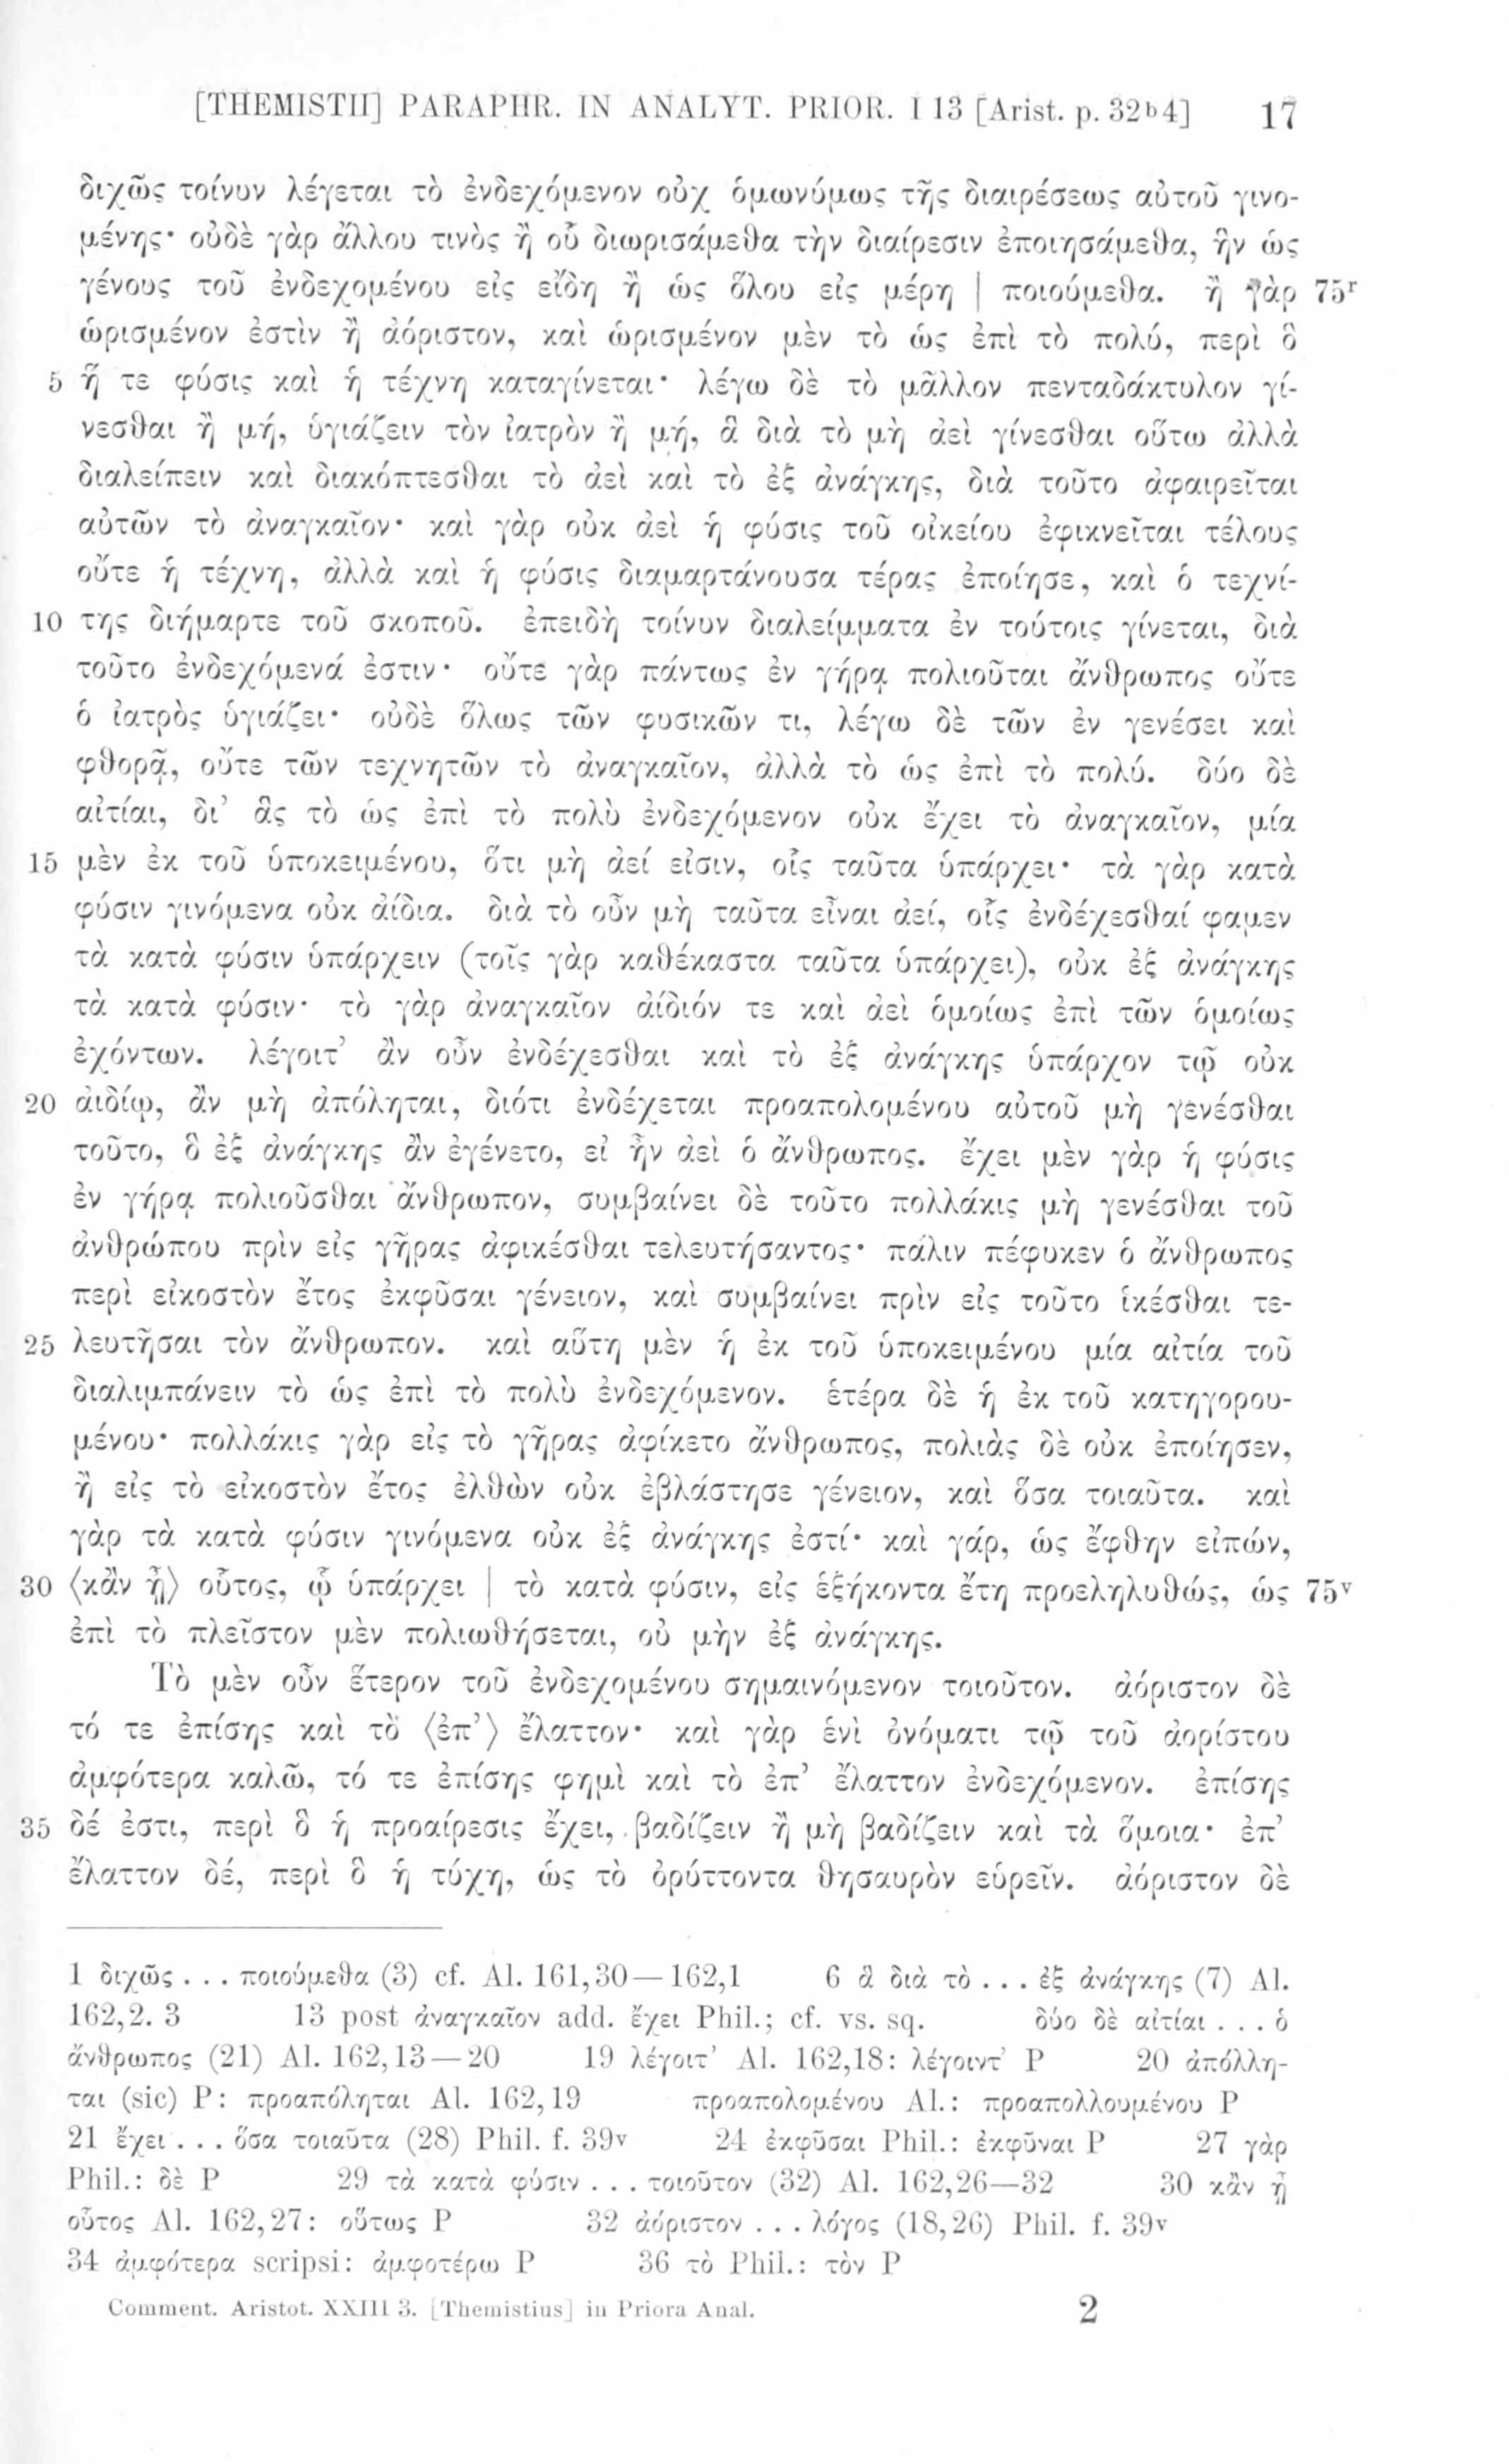 [THEMISTII] PARAPHR. IN ANALYT. PRIOR. I 13 [Arist. p. 32b4] 17
διχῶς τοίνυν λέγεται τὸ ἐνδεχόμενον οὐχ ὁμωνύμως τῆς διαιρέσεως αὐτοῦ γινο-
μένης· οὐδὲ γὰρ ἄλλου τινὸς ἢ οὗ διωρισάμεθα τὴν διαίρεσιν ἐποιησάμεθα, ἣν ὡς
γένους τοῦ ἐνδεχομένου εἰς εἴδη ἢ ὡς ὅλου εἰς μέρη | ποιούμεθα. ἢ γὰρ 75r
ὡρισμένον ἐστὶν ἢ ἀόριστον, καὶ ὡρισμένον μὲν τὸ ὡς ἐπὶ τὸ πολύ, περὶ ὃ
5 ἥ τε φύσις καὶ ἡ τέχνη καταγίνεται· λέγω δὲ τὸ μᾶλλον πενταδάκτυλον γί-
νεσθαι ἢ μή, ὑγιάζειν τὸν ἰατρὸν ἢ μή, ἃ διὰ τὸ μὴ ἀεὶ γίνεσθαι οὕτω ἀλλὰ
διαλείπειν καὶ διακόπτεσθαι τὸ ἀεὶ καὶ τὸ ἐξ ἀνάγκης, διὰ τοῦτο ἀφαιρεῖται
αὐτῶν τὸ ἀναγκαῖον· καὶ γὰρ οὐκ ἀεὶ ἡ φύσις τοῦ οἰκείου ἐφικνεῖται τέλους
οὔτε ἡ τέχνη, ἀλλὰ καὶ ἡ φύσις διαμαρτάνουσα τέρας ἐποίησε, καὶ ὁ τεχνί-
10 της διήμαρτε τοῦ σκοποῦ. ἐπειδὴ τοίνυν διαλείμματα ἐν τούτοις γίνεται, διὰ
τοῦτο ἐνδεχόμενά ἐστιν· οὔτε γὰρ πάντως ἐν γήρᾳ πολιοῦται ἄνθρωπος οὔτε
ὁ ἰατρὸς ὑγιάζει· οὐδὲ ὅλως τῶν φυσικῶν τι, λέγω δὲ τῶν ἐν γενέσει καὶ
φθορᾷ, οὔτε τῶν τεχνητῶν τὸ ἀναγκαῖον, ἀλλὰ τὸ ὡς ἐπὶ τὸ πολύ. δύο δὲ
αἰτίαι, δι’ ἃς τὸ ὡς ἐπὶ τὸ πολὺ ἐνδεχόμενον οὐκ ἔχει τὸ ἀναγκαῖον, μία
15 μὲν ἐκ τοῦ ὑποκειμένου, ὅτι μὴ ἀεί εἰσιν, οἷς ταῦτα ὑπάρχει· τὰ γὰρ κατὰ
φύσιν γινόμενα οὐκ ἀίδια. διὰ τὸ οὖν μὴ ταῦτα εἶναι ἀεί, οἷς ἐνδέχεσθαί φαμεν
τὰ κατὰ φύσιν ὑπάρχειν (τοῖς γὰρ καθέκαστα ταῦτα ὑπάρχει), οὐκ ἐξ ἀνάγκης
τὰ κατὰ φύσιν· τὸ γὰρ ἀναγκαῖον ἀίδιόν τε καὶ ἀεὶ ὁμοίως ἐπὶ τῶν ὁμοίως
ἐχόντων. λέγοιτ’ ἂν οὖν ἐνδέχεσθαι καὶ τὸ ἐξ ἀνάγκης ὑπάρχον τῷ οὐκ
20 ἀιδίῳ, ἂν μὴ ἀπόληται, διότι ἐνδέχεται προαπολομένου αὐτοῦ μὴ γενέσθαι
τοῦτο, ὃ ἐξ ἀνάγκης ἂν ἐγένετο, εἰ ἦν ἀεὶ ὁ ἄνθρωπος. ἔχει μὲν γὰρ ἡ φύσις
ἐν γήρᾳ πολιοῦσθαι ἄνθρωπον, συμβαίνει δὲ τοῦτο πολλάκις μὴ γενέσθαι τοῦ
ἀνθρώπου πρὶν εἰς γῆρας ἀφικέσθαι τελευτήσαντος· πάλιν πέφυκεν ὁ ἄνθρωπος
περὶ εἰκοστὸν ἔτος ἐκφῦσαι γένειον, καὶ συμβαίνει πρὶν εἰς τοῦτο ἱκέσθαι τε-
25 λευτῆσαι τὸν ἄνθρωπον. καὶ αὕτη μὲν ἡ ἐκ τοῦ ὑποκειμένου μία αἰτία τοῦ
διαλιμπάνειν τὸ ὡς ἐπὶ τὸ πολὺ ἐνδεχόμενον. ἑτέρα δὲ ἡ ἐκ τοῦ κατηγορου-
μένου· πολλάκις γὰρ εἰς τὸ γῆρας ἀφίκετο ἄνθρωπος, πολιὰς δὲ οὐκ ἐποίησεν,
ἢ εἰς τὸ εἰκοστὸν ἔτος ἐλθὼν οὐκ ἐβλάστησε γένειον, καὶ ὅσα τοιαῦτα. καὶ
γὰρ τὰ κατὰ φύσιν γινόμενα οὐκ ἐξ ἀνάγκης ἐστί· καὶ γάρ, ὡς ἔφθην εἰπών,
30 ⟨κἂν ᾖ⟩ οὗτος, ᾧ ὑπάρχει | τὸ κατὰ φύσιν, εἰς ἑξήκοντα ἔτη προεληλυθώς, ὡς 75v
ἐπὶ τὸ πλεῖστον μὲν πολιωθήσεται, οὐ μὴν ἐξ ἀνάγκης.
Τὸ μὲν οὖν ἕτερον τοῦ ἐνδεχομένου σημαινόμενον τοιοῦτον. ἀόριστον δὲ
τό τε ἐπίσης καὶ τὸ ⟨ἐπ’⟩ ἔλαττον· καὶ γὰρ ἑνὶ ὀνόματι τῷ τοῦ ἀορίστου
ἀμφότερα καλῶ, τό τε ἐπίσης φημὶ καὶ τὸ ἐπ’ ἔλαττον ἐνδεχόμενον. ἐπίσης
35 δέ ἐστι, περὶ ὃ ἡ προαίρεσις ἔχει, βαδίζειν ἢ μὴ βαδίζειν καὶ τὰ ὅμοια· ἐπ’
ἔλαττον δέ, περὶ ὃ ἡ τύχη, ὡς τὸ ὀρύττοντα θησαυρὸν εὑρεῖν. ἀόριστον δὲ
1 διχῶς . . . ποιούμεθα (3) cf. Al. 161,30—162,1 6 ἃ διὰ τὸ . . . ἐξ ἀνάγκης (7) Al.
162,2. 3 13 post ἀναγκαῖον add. ἔχει Phil.; cf. vs. sq. δύο δὲ αἰτίαι . . . ὁ
ἄνθρωπος (21) Al. 162,13—20 19 λέγοιτ’ Al. 162,18: λέγοιντ’ P 20 ἀπόλλη-
ται (sic) P: προαπόληται Al. 162,19 προαπολομένου Al.: προαπολλουμένου P
21 ἔχει . . . ὅσα τοιαῦτα (28) Phil. f. 39v 24 ἐκφῦσαι Phil.: ἐκφῦναι P 27 γὰρ
Phil.: δὲ P 29 τὰ κατὰ φύσιν . . . τοιοῦτον (32) Al. 162,26—32 30 κἂν ᾖ
οὗτος Al. 162,27: οὕτως P 32 ἀόριστον . . . λόγος (18,26) Phil. f. 39v
34 ἀμφότερα scripsi: ἀμφοτέρω P 36 τὸ Phil.: τὸν P
Comment. Aristot. XXIII 3. [Themistius] in Priora Anal. 2